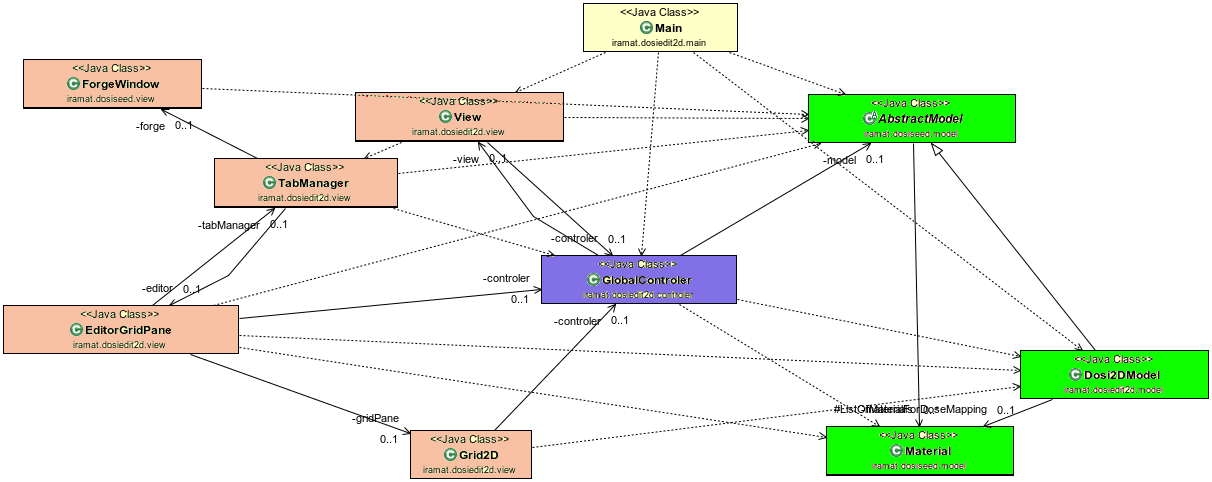 <<Java Class>>
Main
iramat.dosiedit2d.main
<<Java Class>>
ForgeWindow
iramat.dosiseed.view
<<Java Class>>
View
iramat.dosiedit2d.view
<<Java Class>>
AbstractModel
iramat.dosiseed.model
-forge
0..1
-view
0..1
-model
0..1
<<Java Class>>
TabManager
iramat.dosiedit2d.view
-tabManager
0..1
-controler
0..1
<<Java Class>>
GlobalControler
iramat.dosiedit2d.controler
-editor
0..1
-controler
0..1
<<Java Class>>
EditorGridPane
iramat.dosiedit2d.view
-controler
0..1
<<Java Class>>
Dosi2DModel
iramat.dosiedit2d.model
-gridPane
0..1
0..*
0..1
<<Java Class>>
Grid2D
iramat.dosiedit2d.view
<<Java Class>>
Material
iramat.dosiseed.model